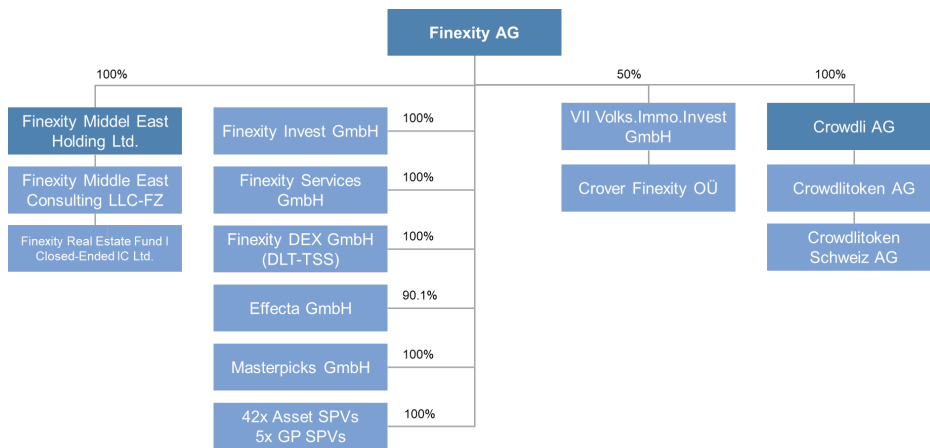 Finexity AG
100%
50%
100%
Finexity Middel East
Holding Ltd.
Finexity Middle East
Consulting LLC-FZ
Finexity Real Estate Fund I
Closed-Ended IC Ltd.
Finexity Invest GmbH
100%
Finexity Services
GmbH
100%
Finexity DEX GmbH
(DLT-TSS)
100%
Effecta GmbH
90.1%
Masterpicks GmbH
100%
42x Asset SPVs
5x GP SPVs
100%
VII Volks.Immo.Invest
GmbH
Crover Finexity OÜ
Crowdli AG
Crowdlitoken AG
Crowdlitoken
Schweiz AG